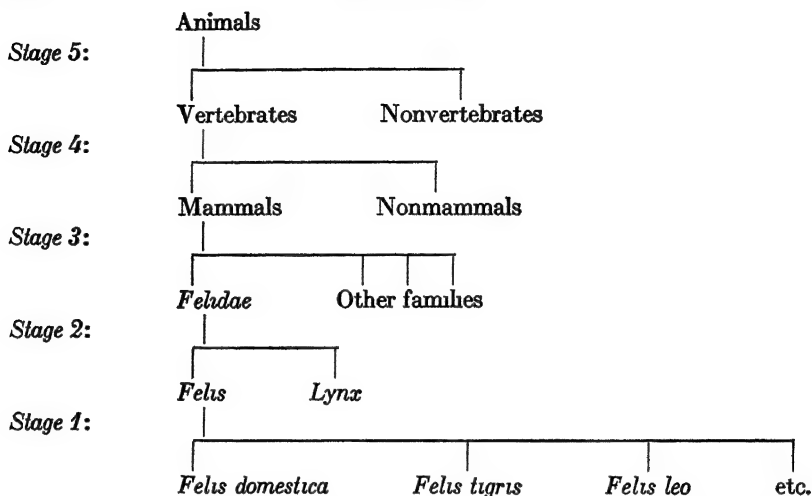 Animals
Stage 5:
Vertebrates Nonvertebrates
Stage 4:
Mammals Nonmammals
Stage 3:
Felidae Other families
Stage 2:
Felis Lynx
Stage 1:
Felis domestica Felis tigris Felis leo etc.